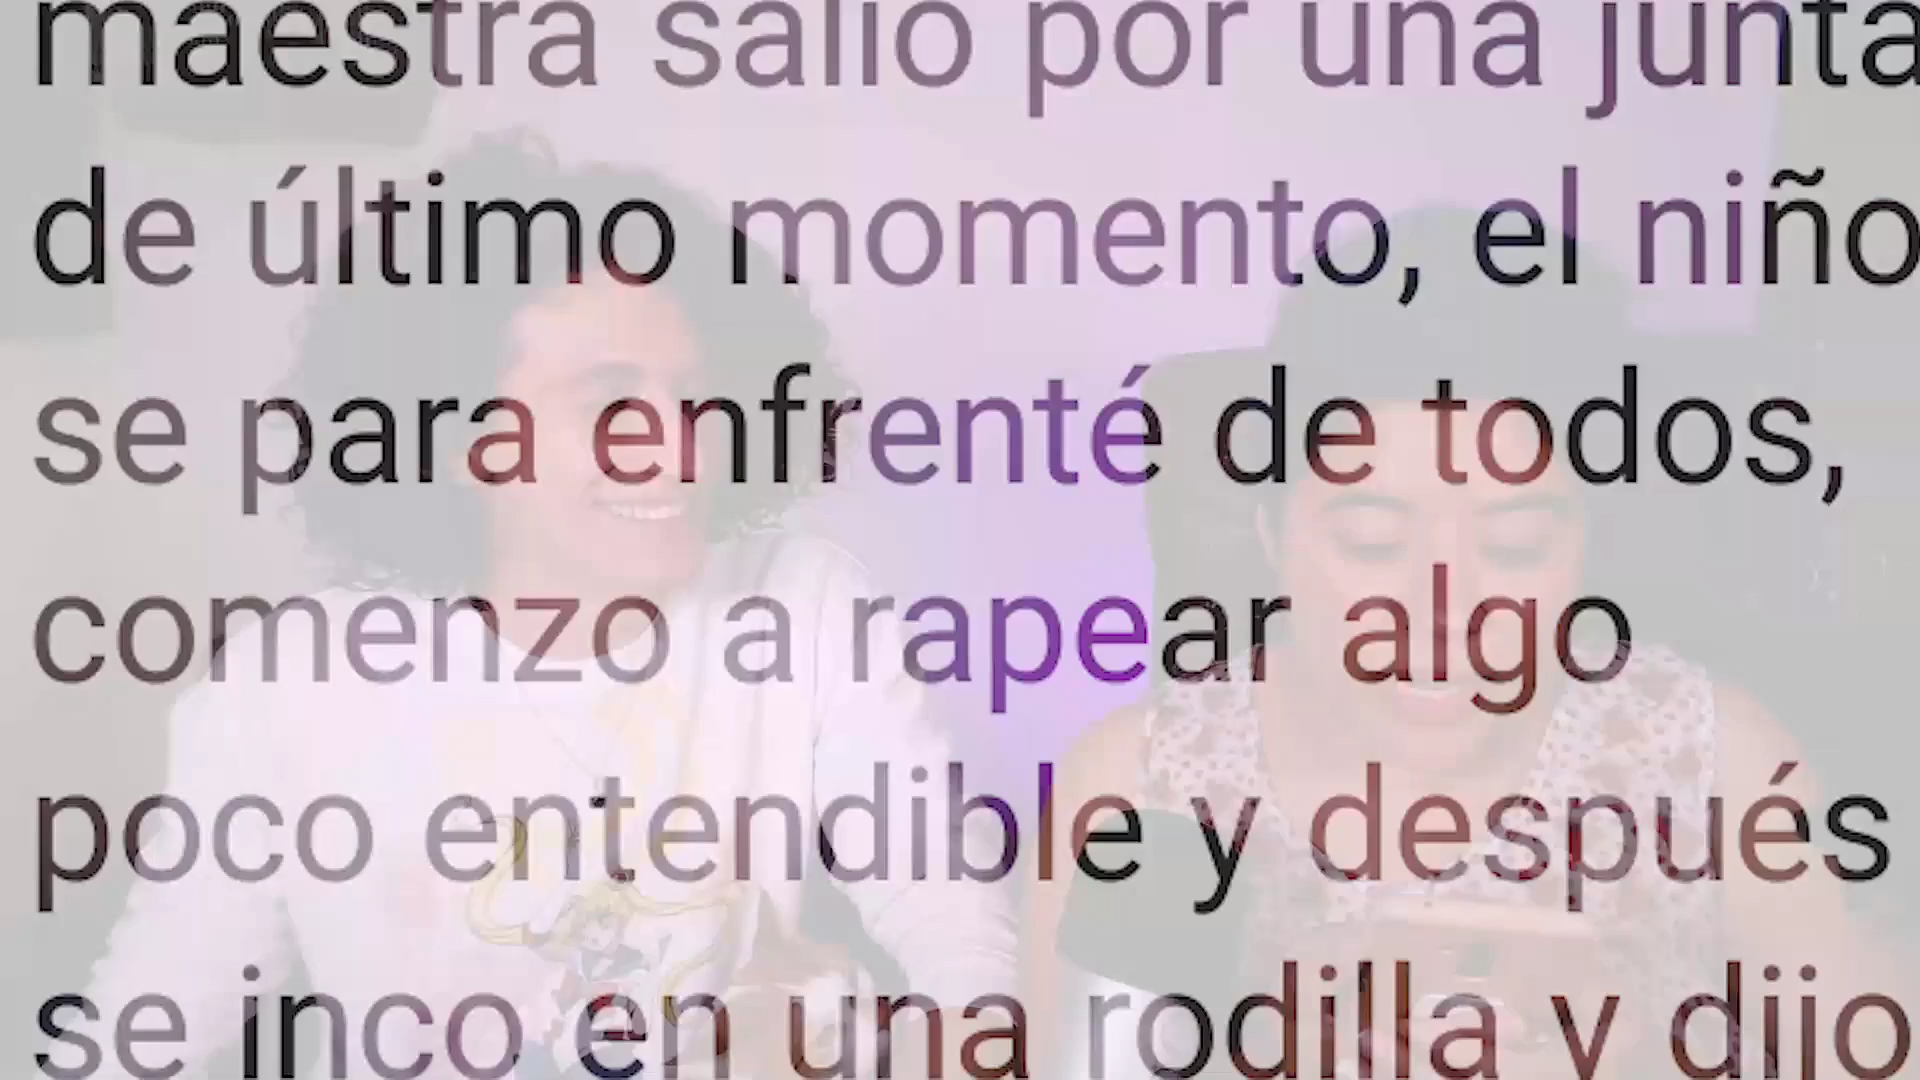 maestra salio por una junta
de último momento, el niño
se para enfrenté de todos,
comenzo a rapear algo
poco entendible y después
se inco en una rodilla y dijo